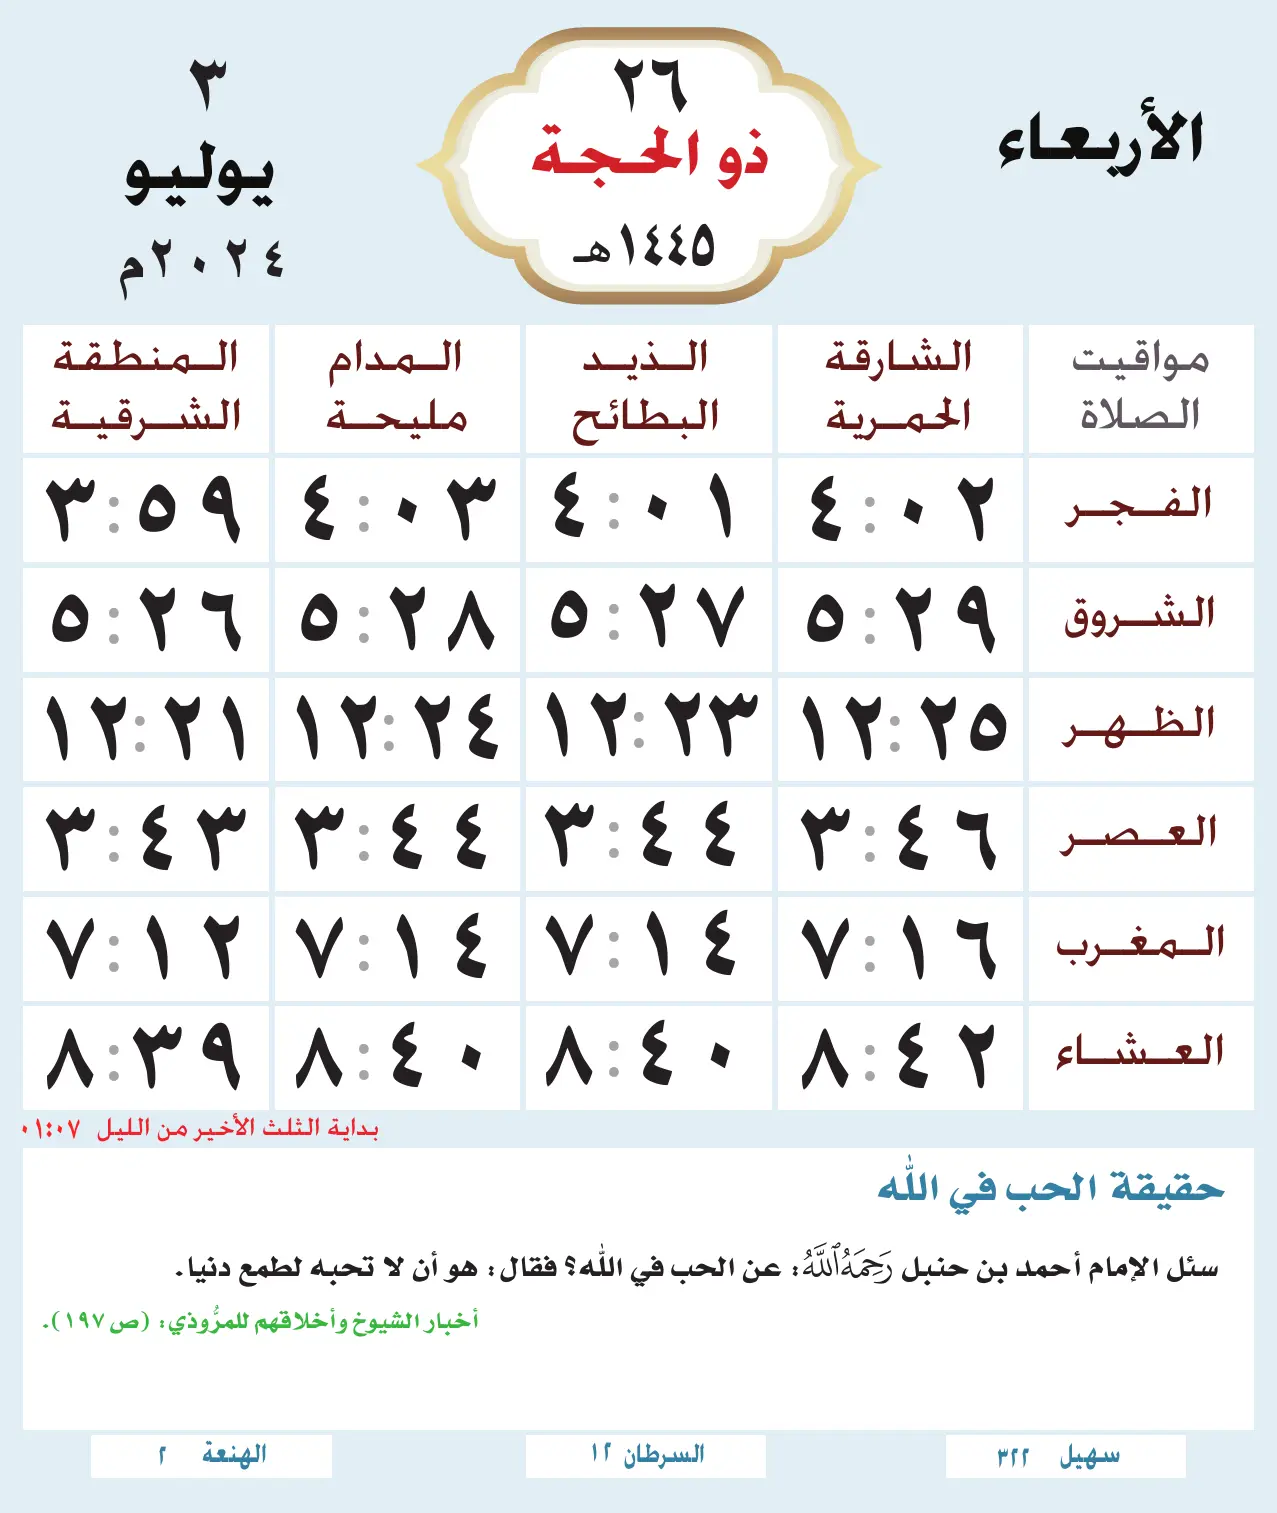 الأربعاء
٢٦
ذو الحجة
١٤٤٥هـ
٣
يوليو
٢٠٢٤م
مواقيت الصلاة
الشارقة الحمرية
الذيد البطائح
المدام مليحة
المنطقة الشرقية
الفجر ٤:٠٢ ٤:٠١ ٤:٠٣ ٣:٥٩
الشروق ٥:٢٩ ٥:٢٧ ٥:٢٨ ٥:٢٦
الظهر ١٢:٢٥ ١٢:٢٣ ١٢:٢٤ ١٢:٢١
العصر ٣:٤٦ ٣:٤٤ ٣:٤٤ ٣:٤٣
المغرب ٧:١٦ ٧:١٤ ٧:١٤ ٧:١٢
العشاء ٨:٤٢ ٨:٤٠ ٨:٤٠ ٨:٣٩
بداية الثلث الأخير من الليل ٠١:٠٧
حقيقة الحب في الله
سئل الإمام أحمد بن حنبل رَحِمَهُ ٱللَّهُ: عن الحب في الله؟ فقال: هو أن لا تحبه لطمع دنيا.
أخبار الشيوخ وأخلاقهم للمرُّوذي: (ص ١٩٧).
سهيل ٣٢٢
السرطان ١٢
الهنعة ٢